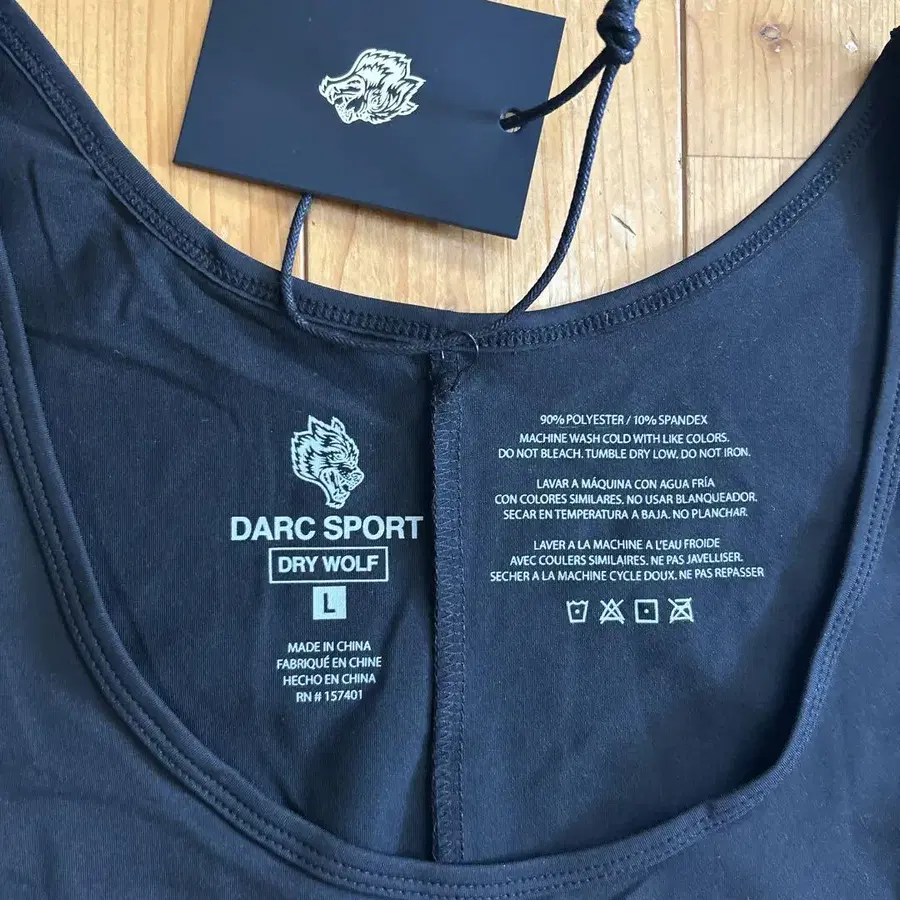 DARC SPORT
DRY WOLF
L
MADE IN CHINA
FABRIQUÉ EN CHINE
HECHO EN CHINA
RN # 157401
90% POLYESTER / 10% SPANDEX
MACHINE WASH COLD WITH LIKE COLORS.
DO NOT BLEACH. TUMBLE DRY LOW. DO NOT IRON.
LAVAR A MÁQUINA CON AGUA FRÍA
CON COLORES SIMILARES. NO USAR BLANQUEADOR.
SECAR EN TEMPERATURA A BAJA. NO PLANCHAR.
LAVER A LA MACHINE A L'EAU FROIDE
AVEC COULERS SIMILAIRES. NE PAS JAVELLISER.
SECHER A LA MACHINE CYCLE DOUX. NE PAS REPASSER